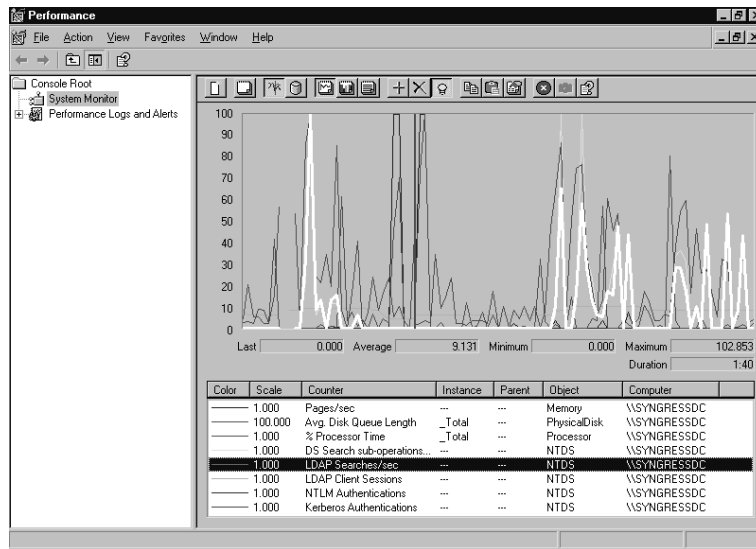 Performance
File Action View Favorites Window Help
Console Root
System Monitor
Performance Logs and Alerts
100
90
80
70
60
50
40
30
20
10
0
Last 0.000 Average 9.131 Minimum 0.000 Maximum 102.853
Duration 1:40
Color Scale Counter Instance Parent Object Computer
1.000 Pages/sec --- --- Memory \\SYNGRESSDC
100.000 Avg. Disk Queue Length _Total --- PhysicalDisk \\SYNGRESSDC
1.000 % Processor Time _Total --- Processor \\SYNGRESSDC
1.000 DS Search sub-operations... --- --- NTDS \\SYNGRESSDC
1.000 LDAP Searches/sec --- --- NTDS \\SYNGRESSDC
1.000 LDAP Client Sessions --- --- NTDS \\SYNGRESSDC
1.000 NTLM Authentications --- --- NTDS \\SYNGRESSDC
1.000 Kerberos Authentications --- --- NTDS \\SYNGRESSDC